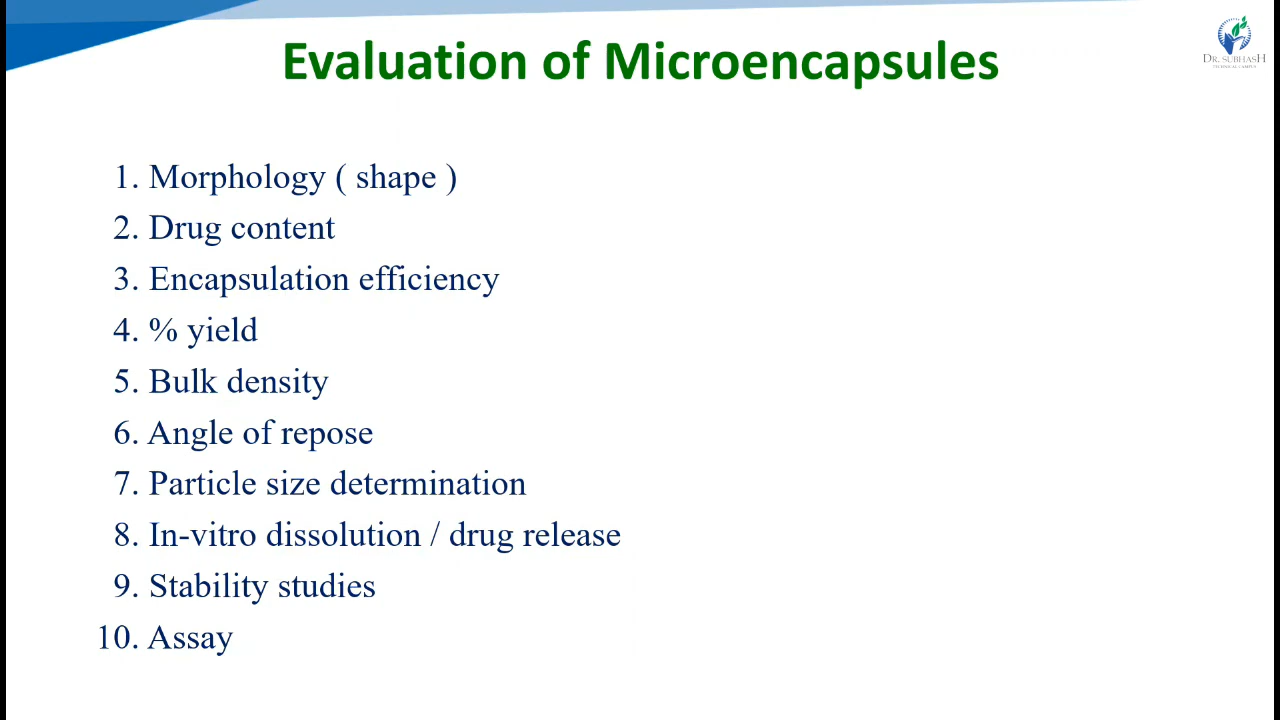 Evaluation of Microencapsules
DR. SUBHASH
TECHNICAL CAMPUS
1. Morphology ( shape )
2. Drug content
3. Encapsulation efficiency
4. % yield
5. Bulk density
6. Angle of repose
7. Particle size determination
8. In-vitro dissolution / drug release
9. Stability studies
10. Assay